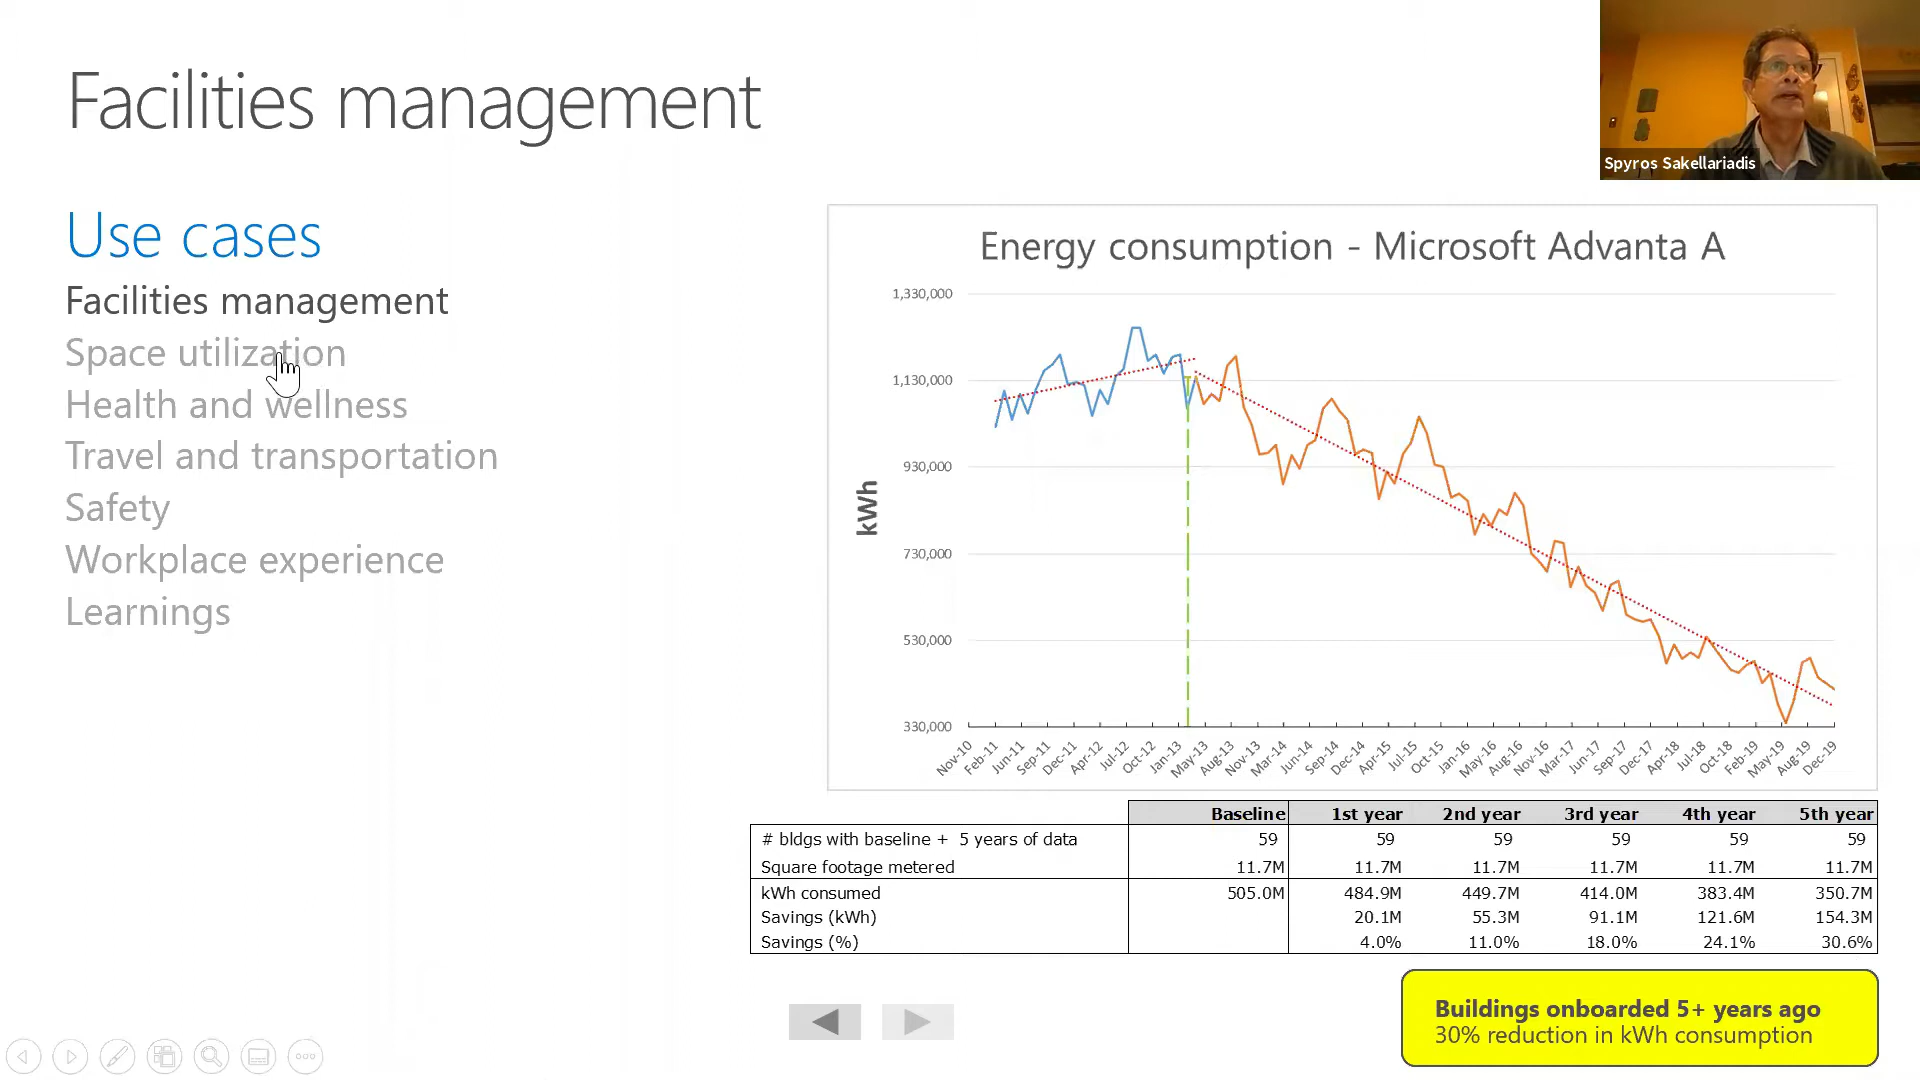 Facilities management
Spyros Sakellariadis
Use cases
Facilities management
Space utilization
Health and wellness
Travel and transportation
Safety
Workplace experience
Learnings
Energy consumption - Microsoft Advanta A
kWh
1,330,000
1,130,000
930,000
730,000
530,000
330,000
Nov-10 Feb-11 Jun-11 Sep-11 Dec-11 Apr-12 Jul-12 Oct-12 Jan-13 May-13 Aug-13 Nov-13 Mar-14 Jun-14 Sep-14 Dec-14 Apr-15 Jul-15 Oct-15 Jan-16 May-16 Aug-16 Nov-16 Mar-17 Jun-17 Sep-17 Dec-17 Apr-18 Jul-18 Oct-18 Feb-19 May-19 Aug-19 Dec-19
Baseline 1st year 2nd year 3rd year 4th year 5th year
# bldgs with baseline + 5 years of data 59 59 59 59 59 59
Square footage metered 11.7M 11.7M 11.7M 11.7M 11.7M 11.7M
kWh consumed 505.0M 484.9M 449.7M 414.0M 383.4M 350.7M
Savings (kWh) 20.1M 55.3M 91.1M 121.6M 154.3M
Savings (%) 4.0% 11.0% 18.0% 24.1% 30.6%
Buildings onboarded 5+ years ago
30% reduction in kWh consumption